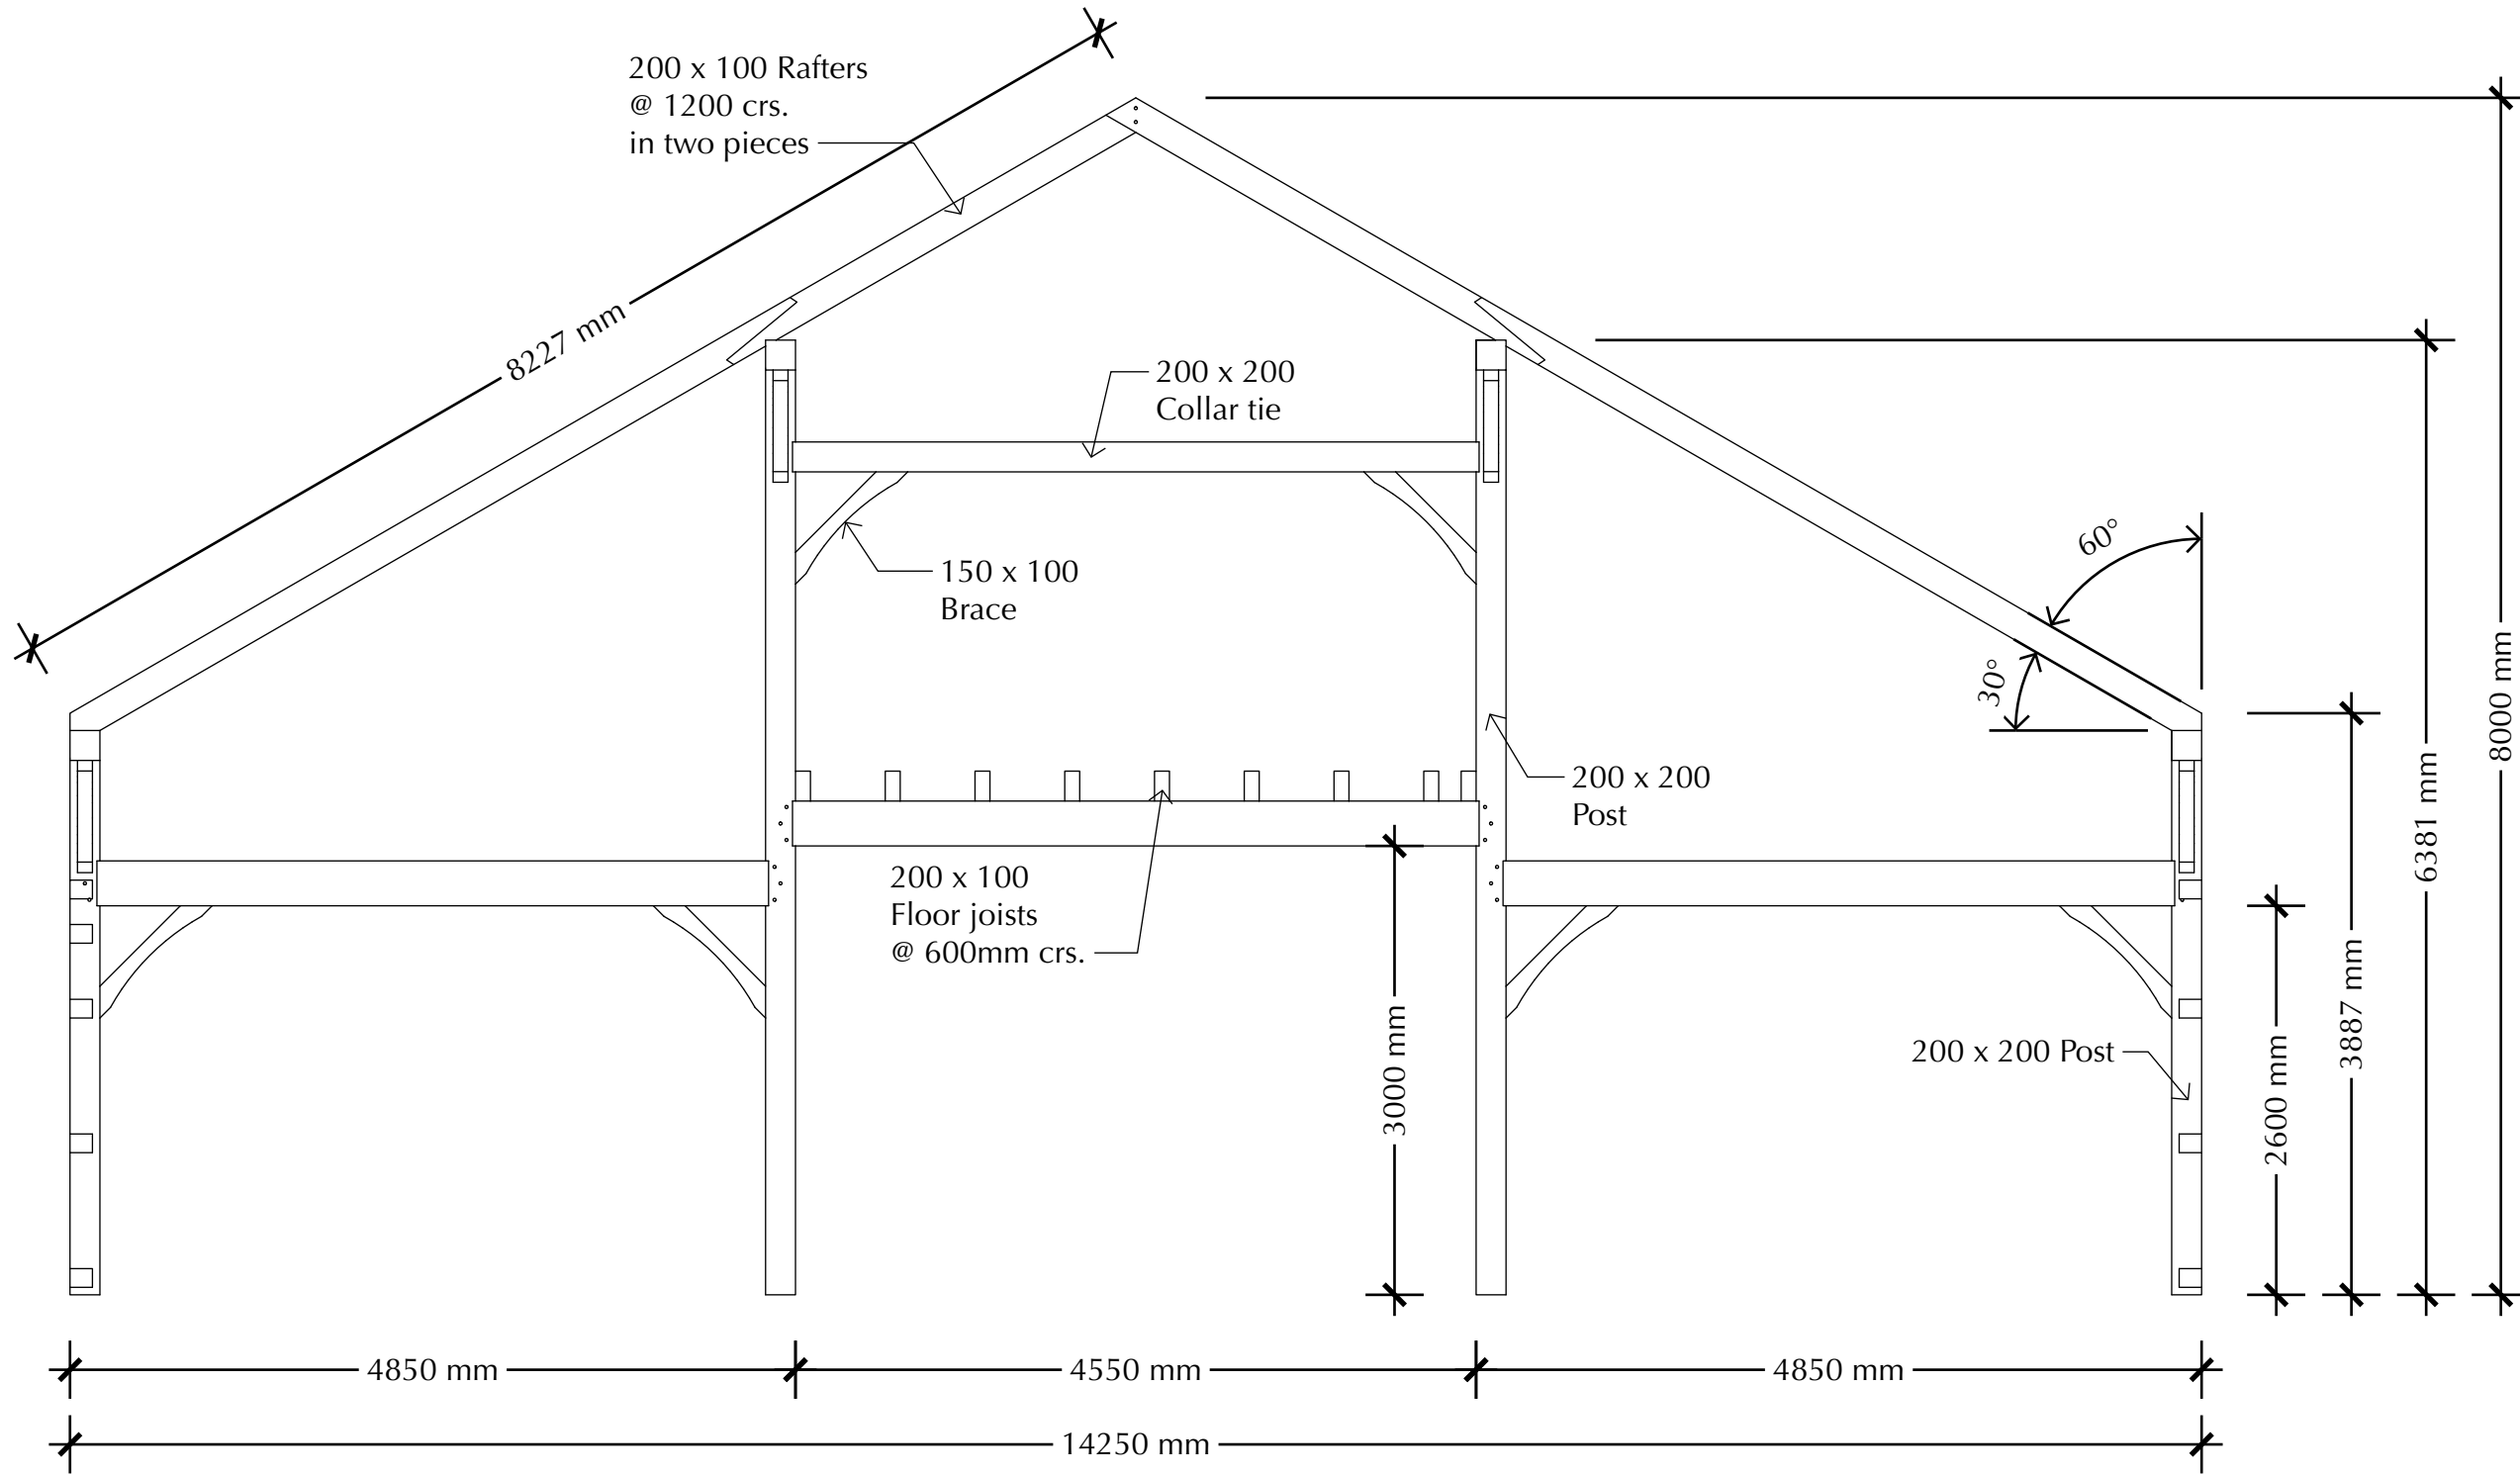 200 x 100 Rafters
@ 1200 crs.
in two pieces
8227 mm
200 x 200
Collar tie
150 x 100
Brace
60°
30°
200 x 200
Post
200 x 100
Floor joists
@ 600mm crs.
200 x 200 Post
3000 mm
2600 mm
3887 mm
6381 mm
8000 mm
4850 mm
4550 mm
4850 mm
14250 mm